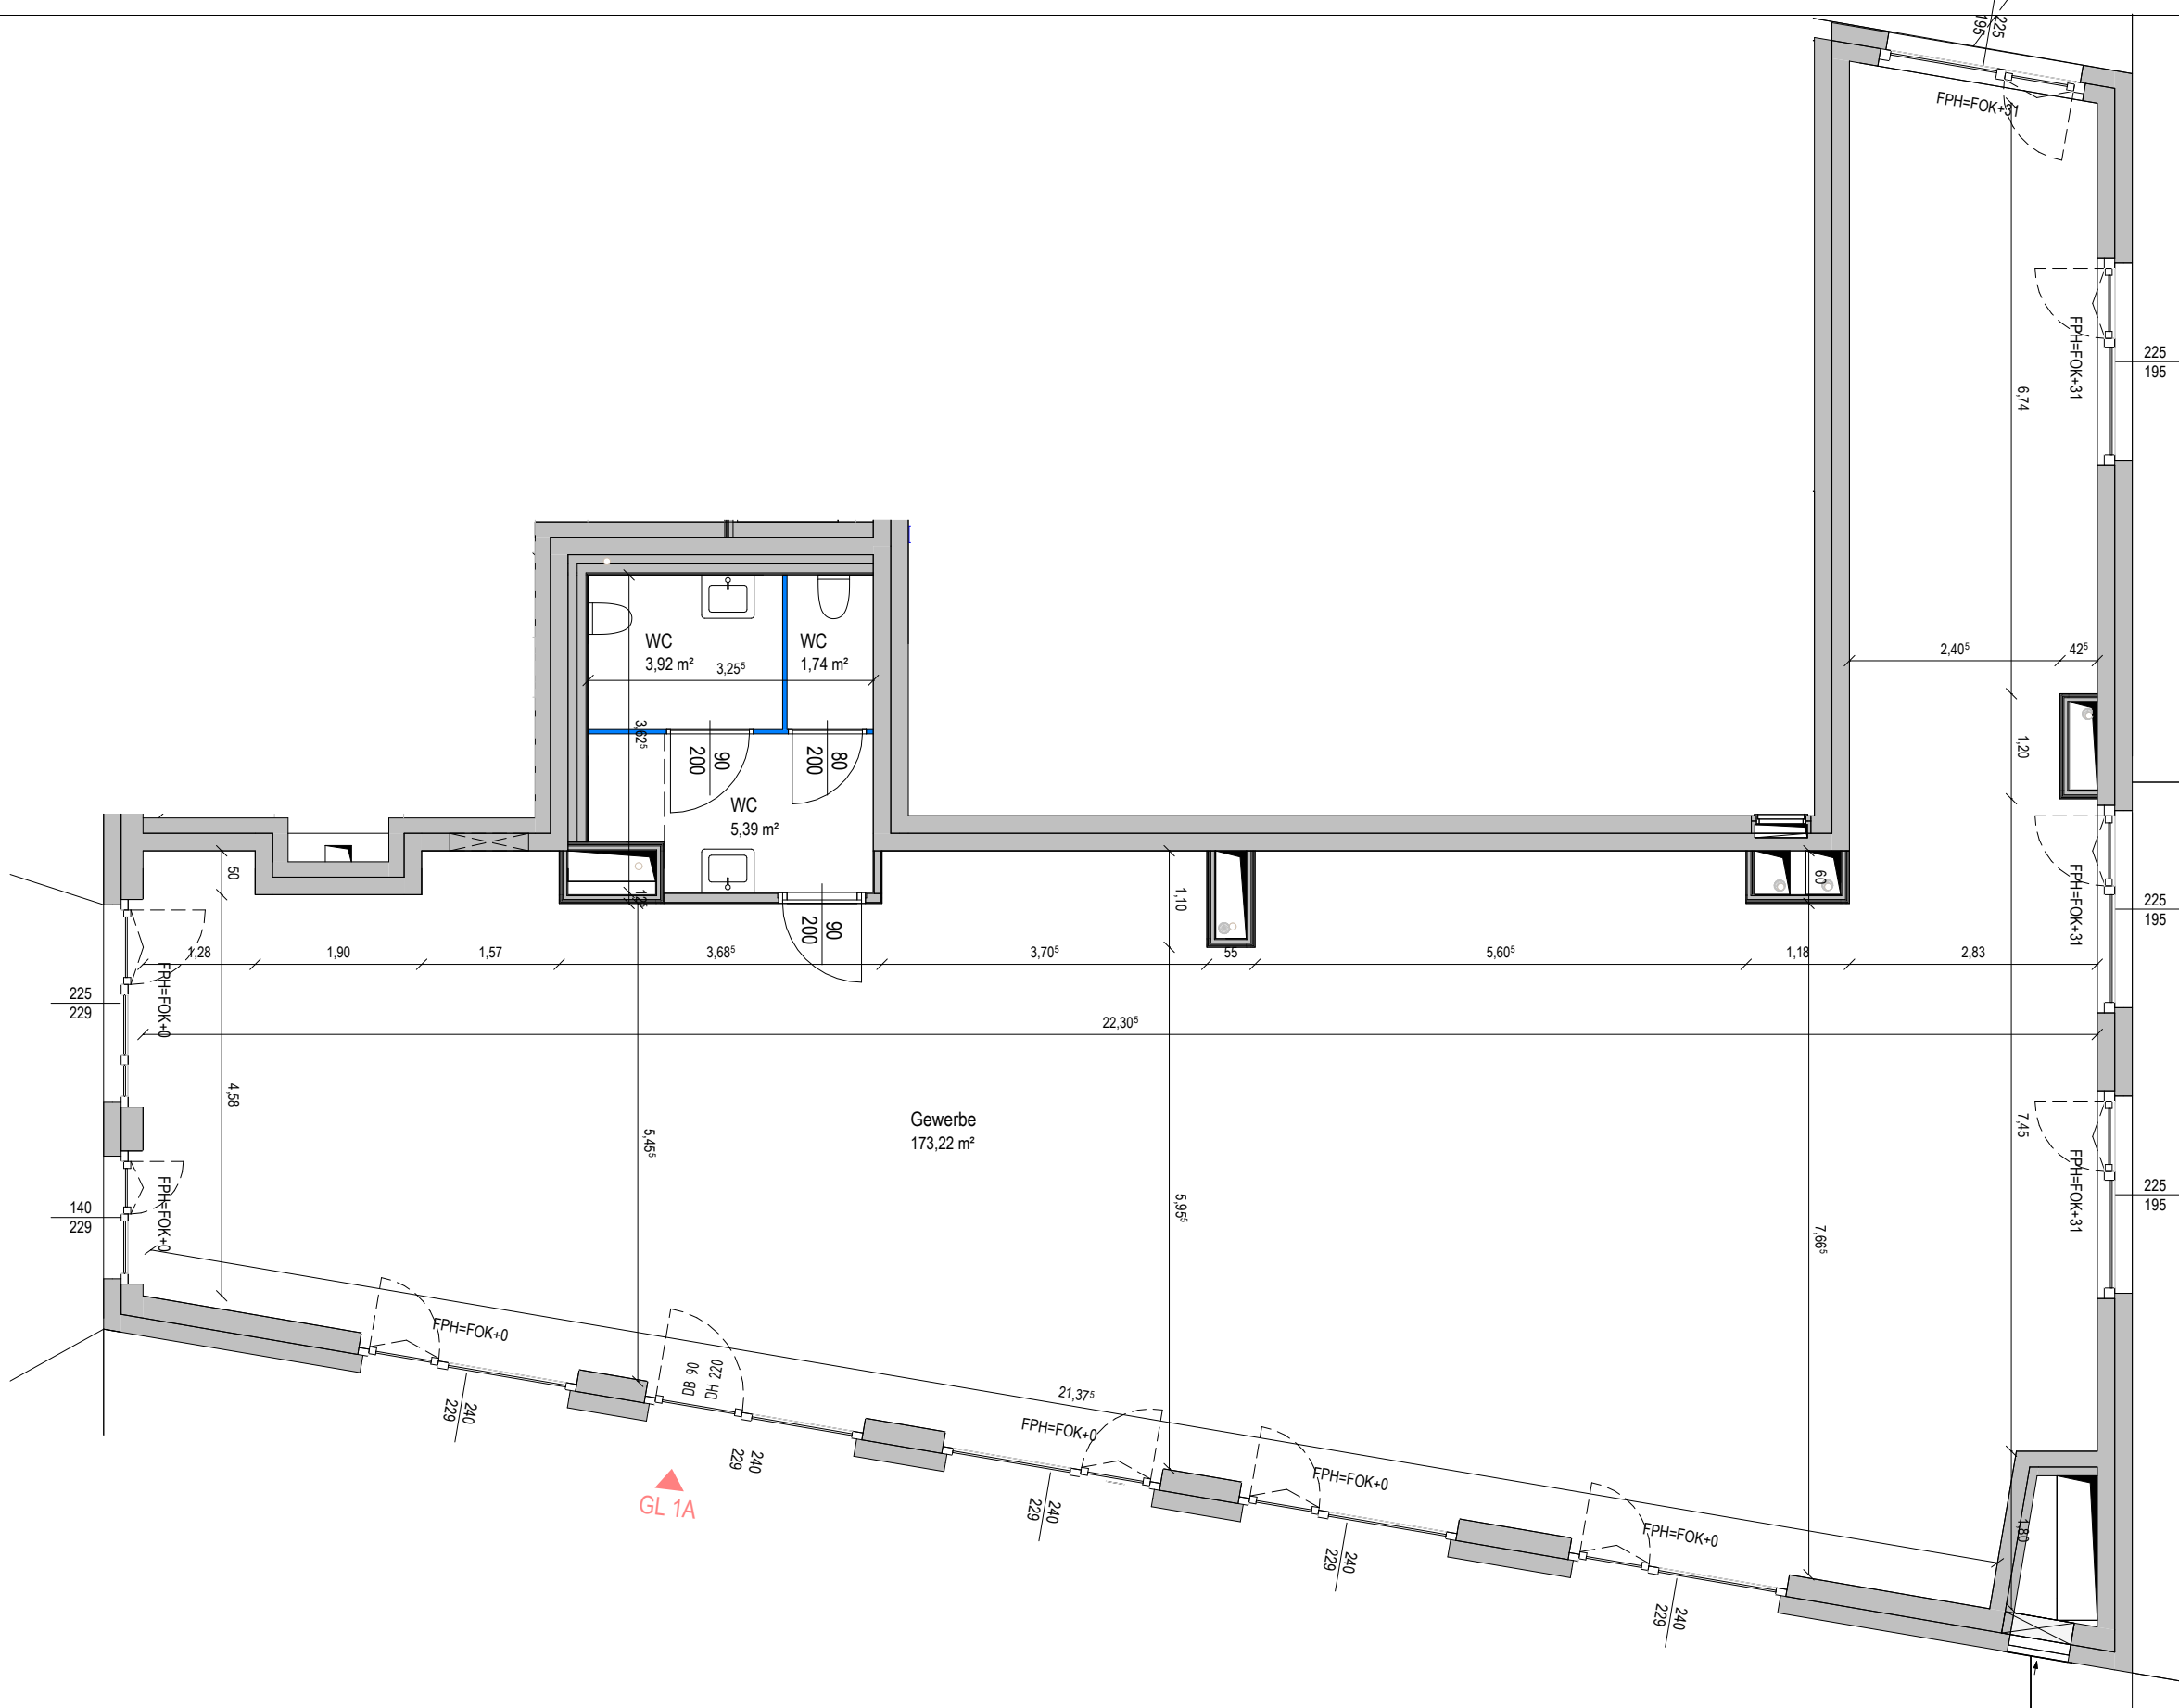 225
195
FPH=FOK+31
FPH=FOK+31
225
195
6,74
WC
3,92 m²
WC
1,74 m²
3,25⁵
2,40⁵
42⁵
3,62⁵
90
200
80
200
1,20
WC
5,39 m²
50
60
1,10
90
200
FPH=FOK+31
225
195
1,28
1,90
1,57
3,68⁵
3,70⁵
55
5,60⁵
1,18
2,83
225
229
FPH=FOK+0
22,30⁵
4,58
Gewerbe
173,22 m²
5,45⁵
5,95⁵
7,66⁵
7,45
FPH=FOK+31
225
195
140
229
FPH=FOK+0
FPH=FOK+0
DB 90
DH 220
21,37⁵
240
229
240
229
FPH=FOK+0
FPH=FOK+0
FPH=FOK+0
GL 1A
240
229
240
229
240
229
1,80